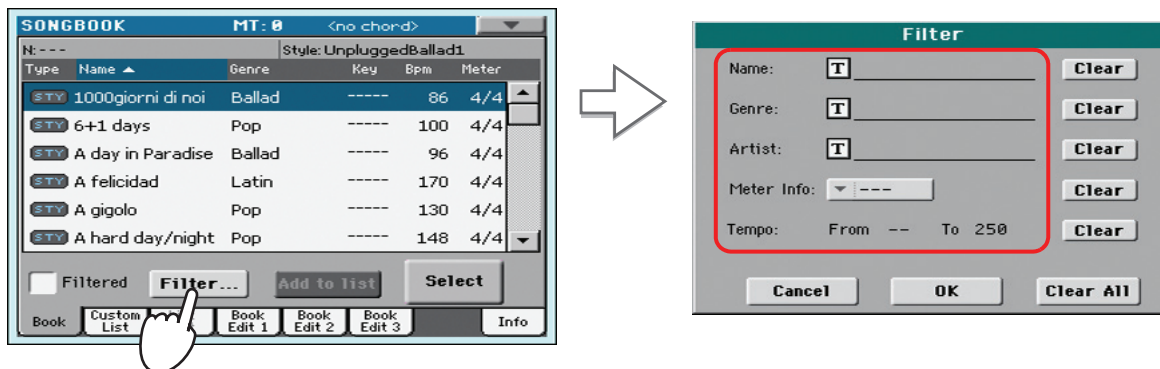 SONGBOOK MT: 0 <no chord>
N:--- Style: UnpluggedBallad1
Type Name Genre Key Bpm Meter
STY 1000giorni di noi Ballad ----- 86 4/4
STY 6+1 days Pop ----- 100 4/4
STY A day in Paradise Ballad ----- 96 4/4
STY A felicidad Latin ----- 170 4/4
STY A gigolo Pop ----- 130 4/4
STY A hard day/night Pop ----- 148 4/4
Filtered Filter... Add to list Select
Book Custom List Book Edit 1 Book Edit 2 Book Edit 3 Info
Filter
Name: T Clear
Genre: T Clear
Artist: T Clear
Meter Info: --- Clear
Tempo: From -- To 250 Clear
Cancel OK Clear All